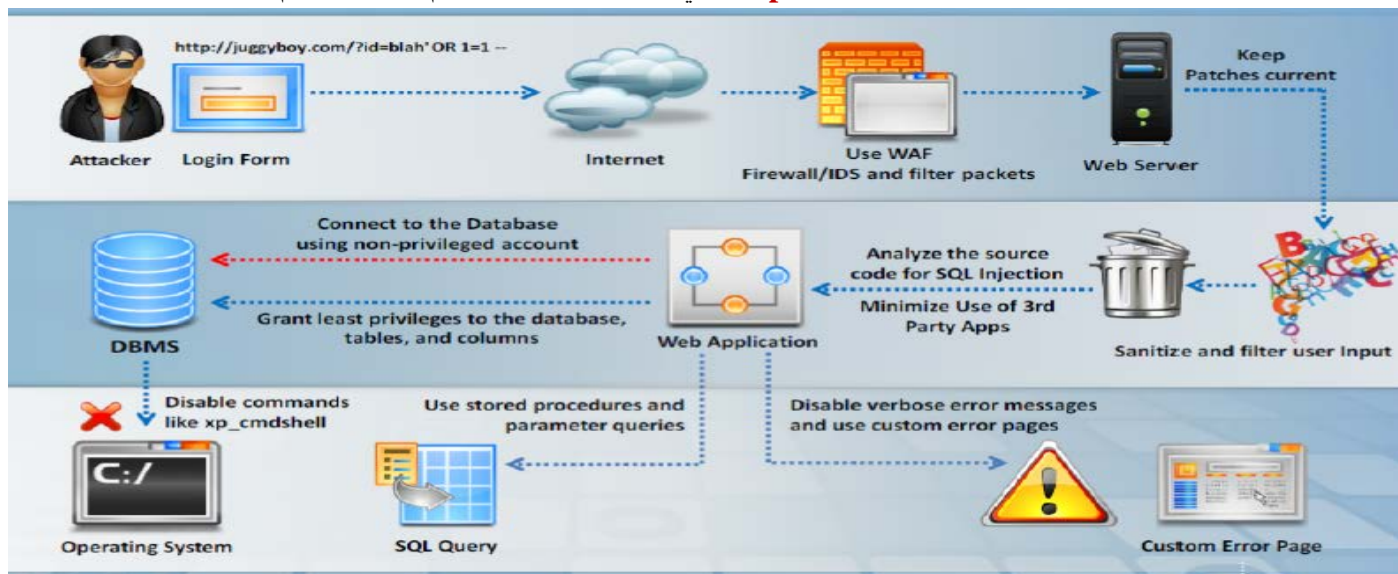 http://juggyboy.com/?id=blah' OR 1=1 --
Attacker
Login Form
Internet
Use WAF
Firewall/IDS and filter packets
Web Server
Keep
Patches current
Connect to the Database
using non-privileged account
Grant least privileges to the database,
tables, and columns
DBMS
Web Application
Analyze the source
code for SQL Injection
Minimize Use of 3rd
Party Apps
Sanitize and filter user Input
Disable commands
like xp_cmdshell
Use stored procedures and
parameter queries
Disable verbose error messages
and use custom error pages
C:/
Operating System
SQL Query
Custom Error Page